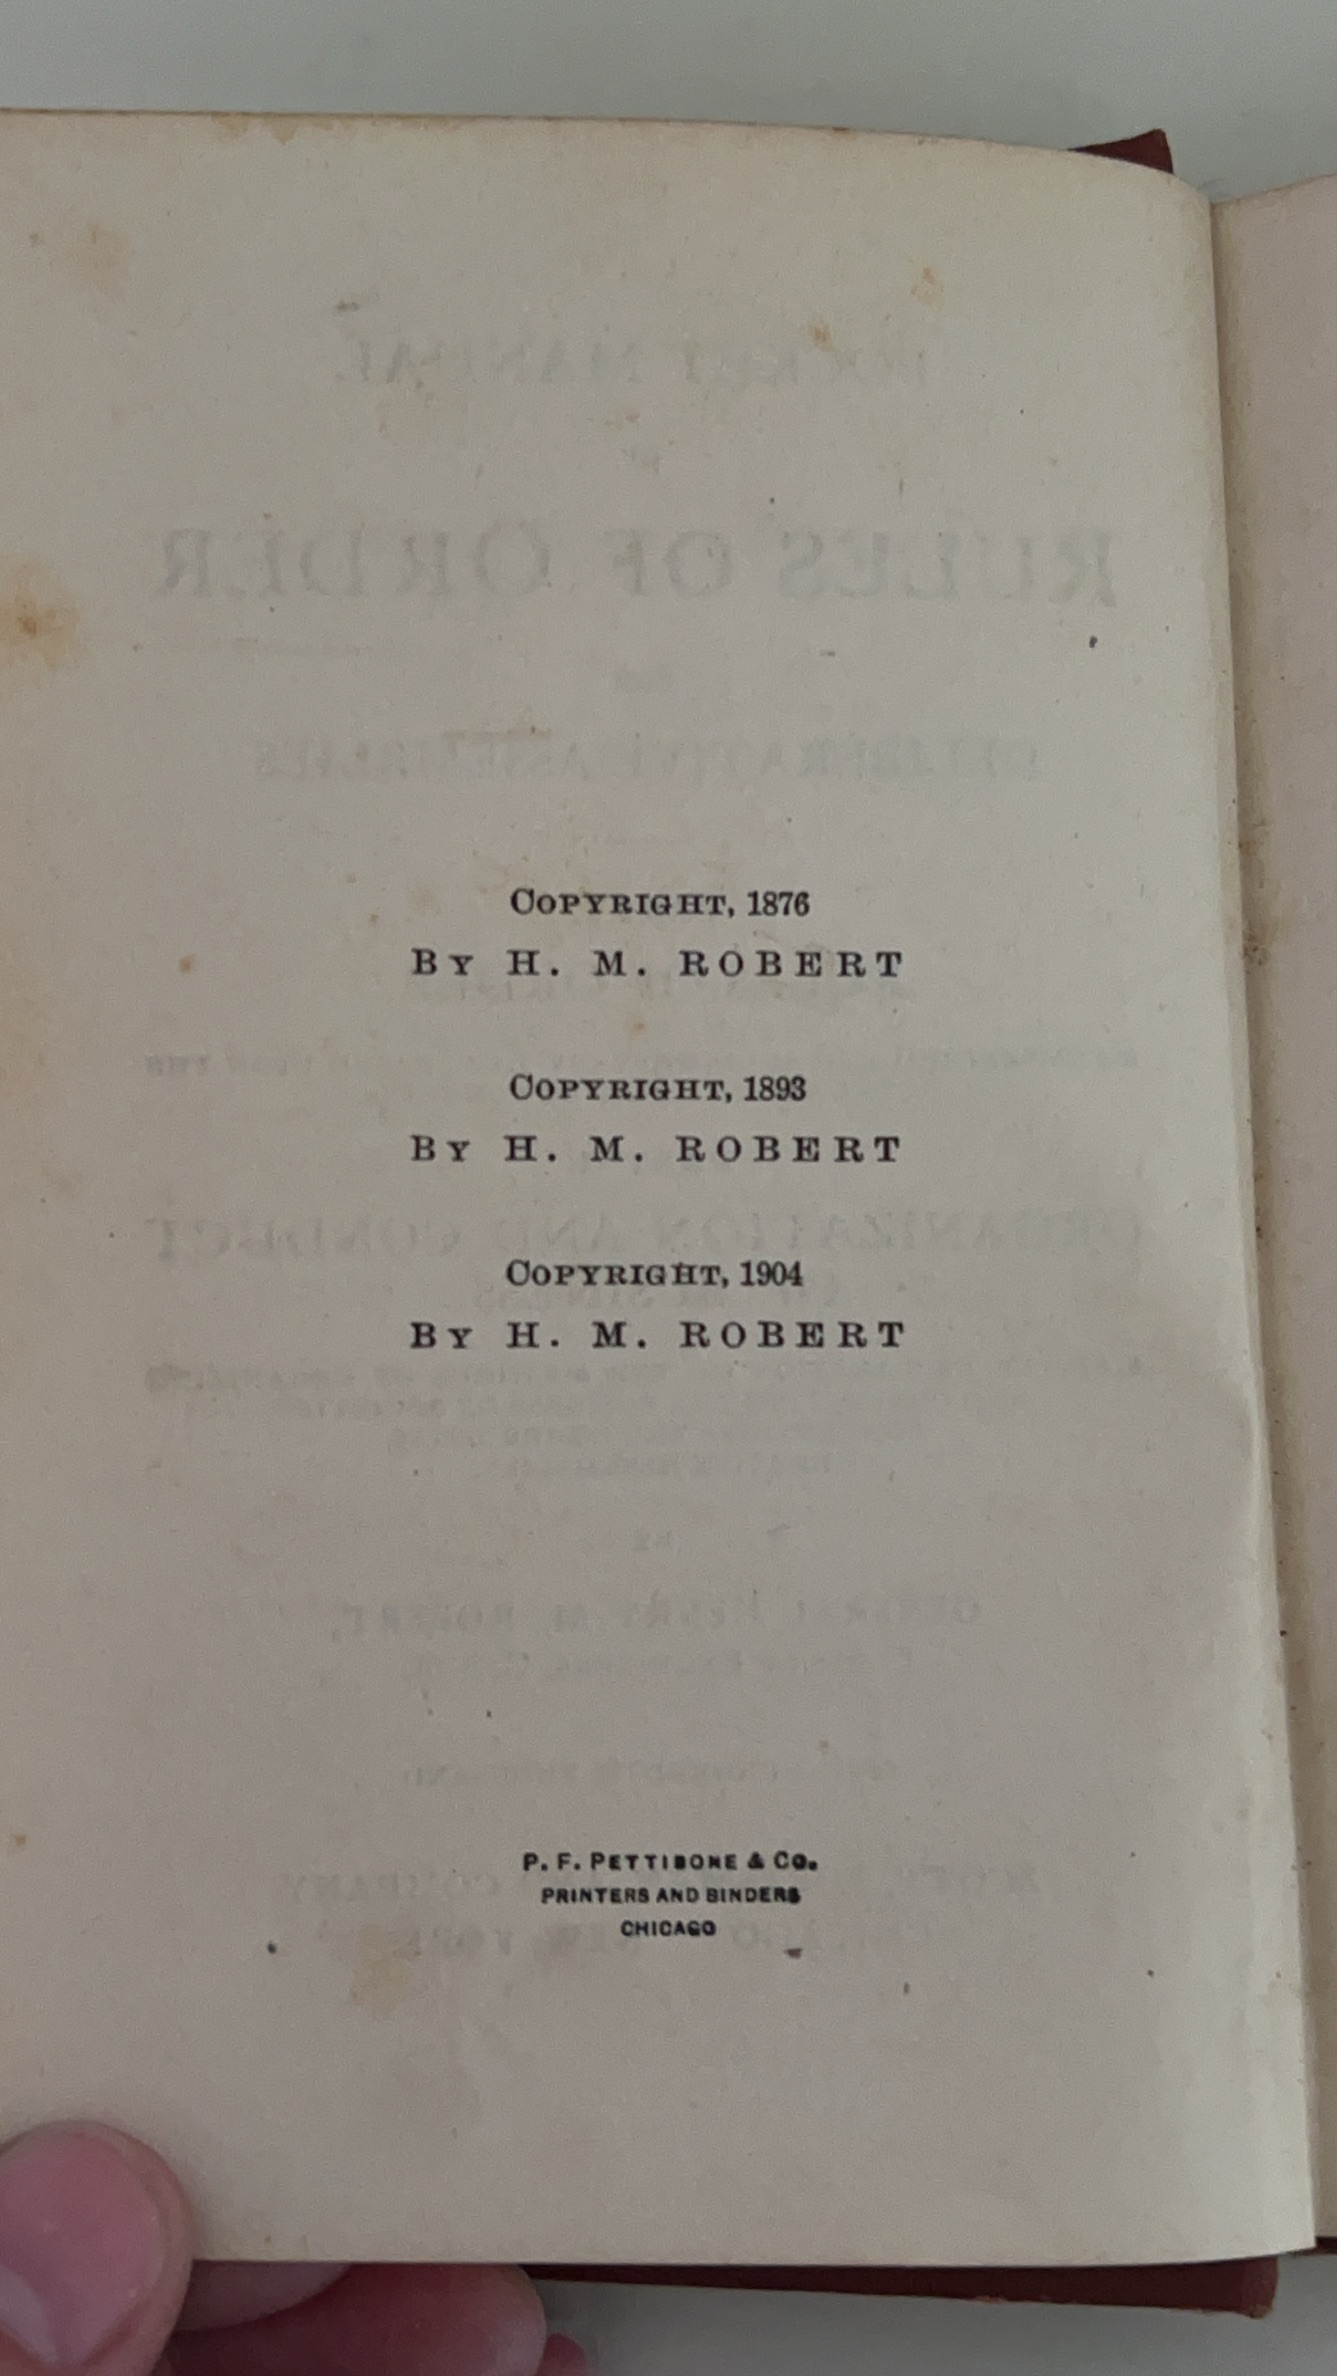 COPYRIGHT, 1876
BY H. M. ROBERT
COPYRIGHT, 1893
BY H. M. ROBERT
COPYRIGHT, 1904
BY H. M. ROBERT
P. F. PETTIBONE & CO.
PRINTERS AND BINDERS
CHICAGO